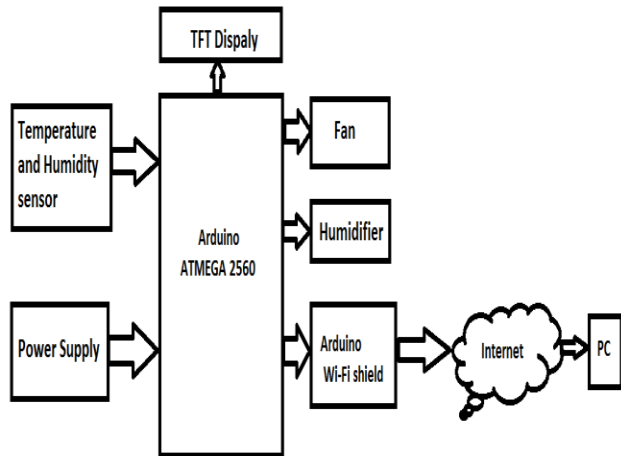 TFT Dispaly
Temperature
and Humidity
sensor
Fan
Arduino
ATMEGA 2560
Humidifier
Power Supply
Arduino
Wi-Fi shield
Internet
PC